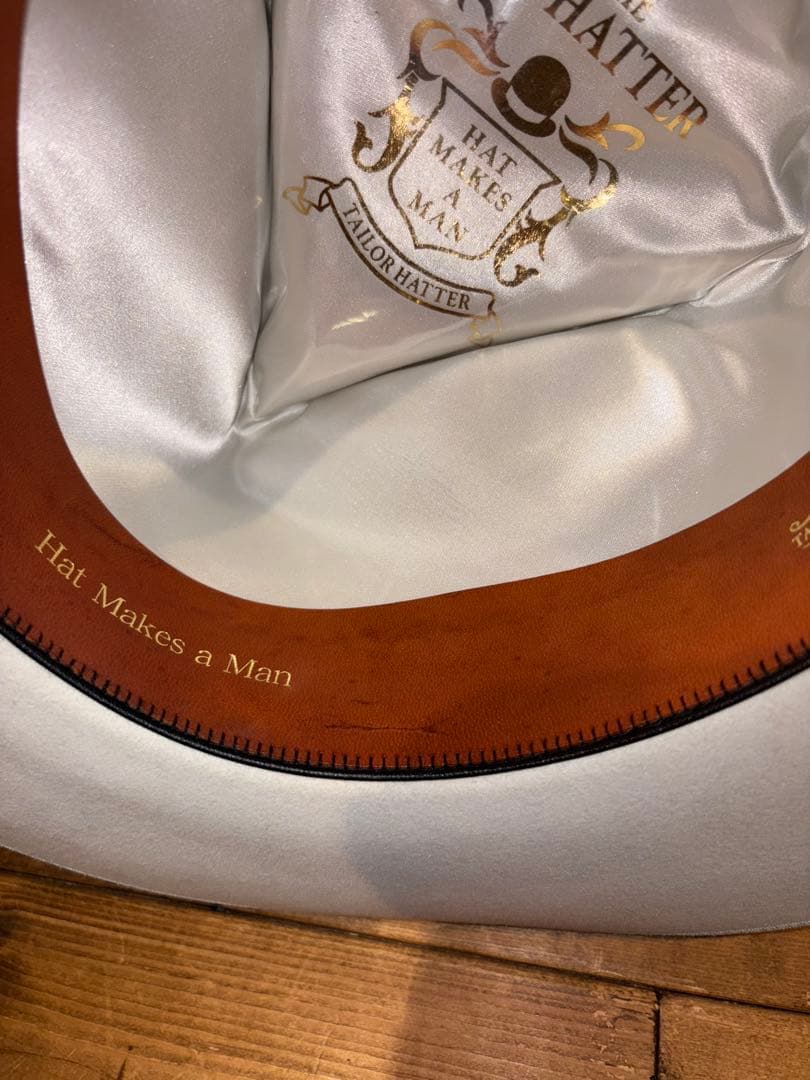 HATTER
HAT
MAKES
A
MAN
TAILOR HATTER
Hat Makes a Man